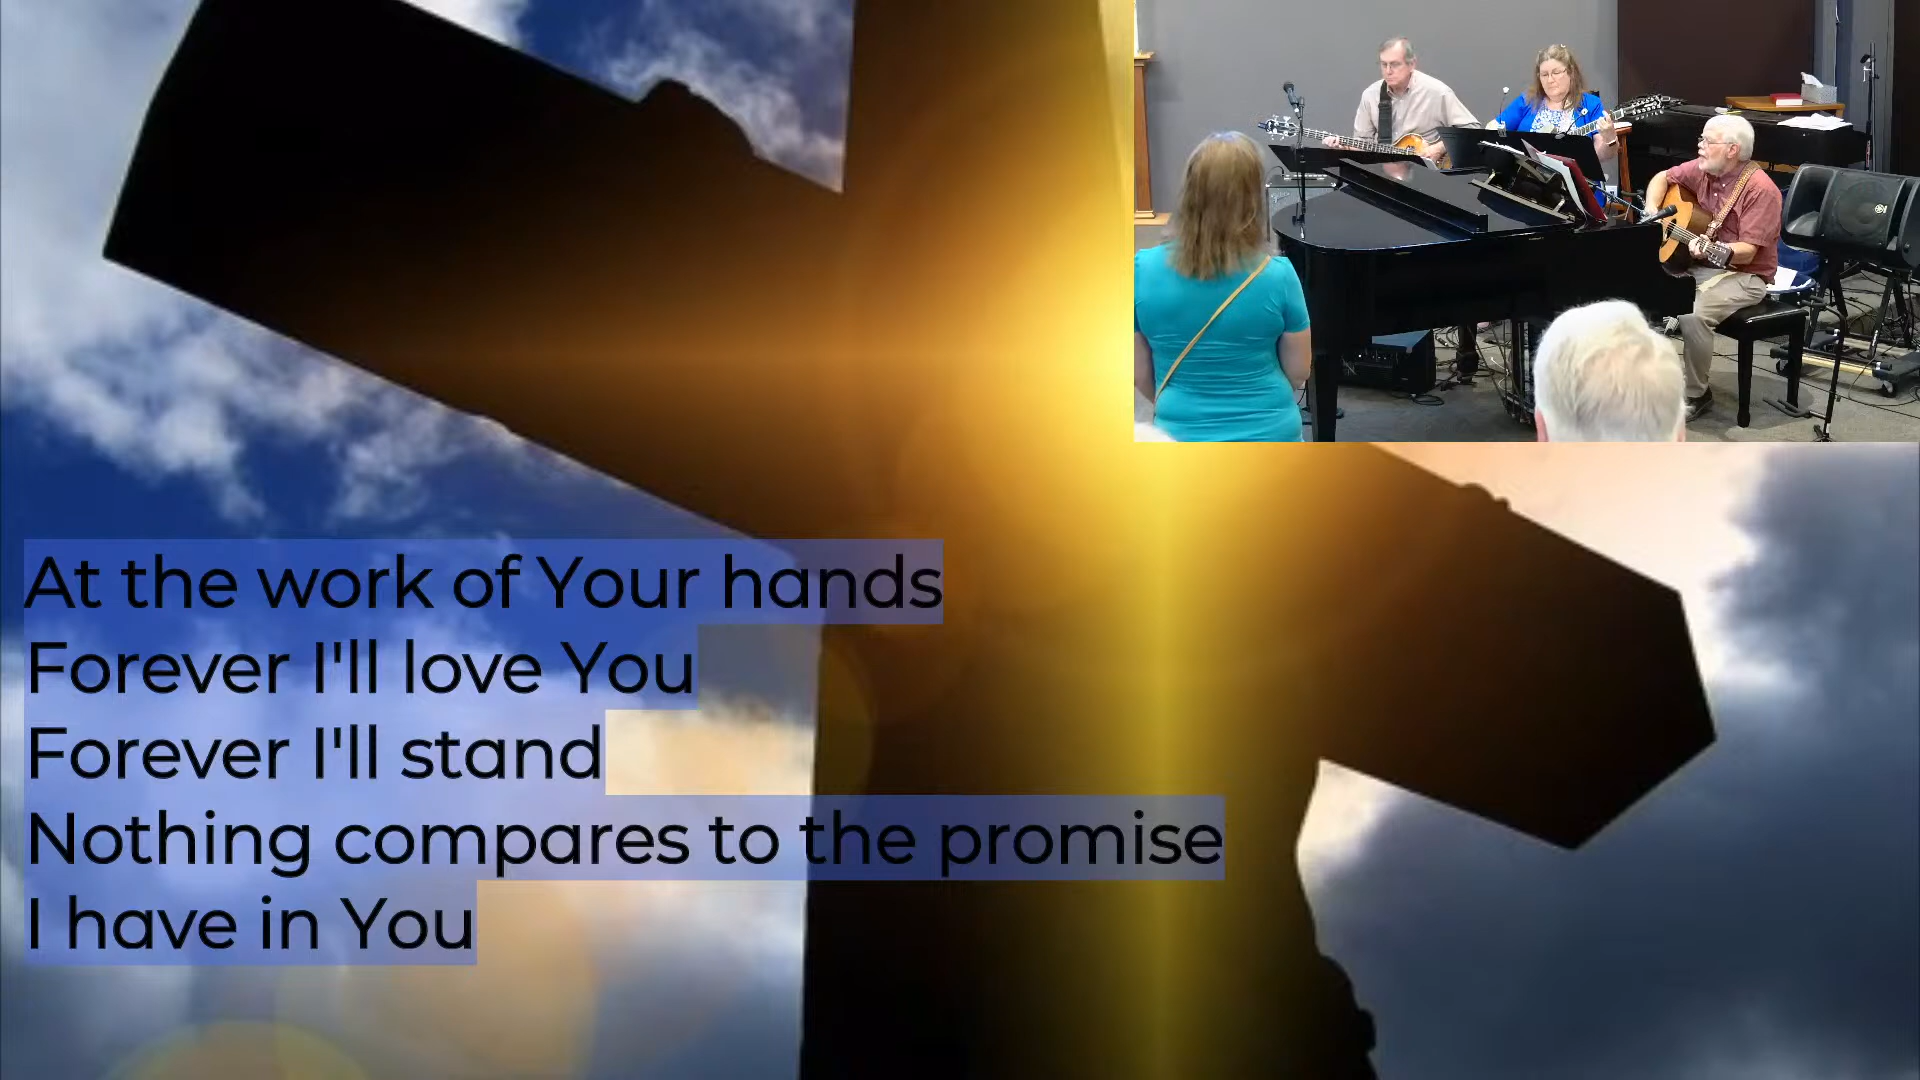 At the work of Your hands
Forever I'll love You
Forever I'll stand
Nothing compares to the promise
I have in You